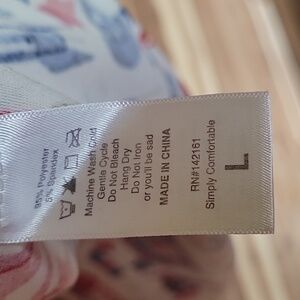 95% Polyester
5% Spandex
Machine Wash Cold
Gentle Cycle
Do Not Bleach
Hang Dry
Do Not Iron
or you'll be sad
MADE IN CHINA
RN#142161
Simply Comfortable
L